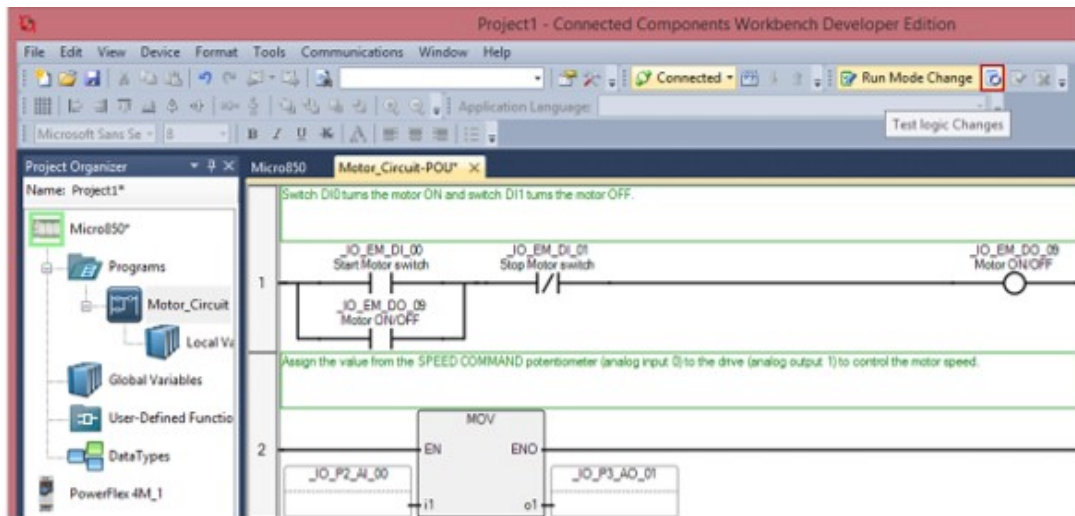 Project1 - Connected Components Workbench Developer Edition
File Edit View Device Format Tools Communications Window Help
Connected Run Mode Change
Application Language:
Microsoft Sans Se 8 B I U K A
Test logic Changes
Project Organizer
Micro850 Motor_Circuit-POU*
Name: Project1*
Micro850*
Programs
Motor_Circuit
Local Va
Global Variables
User-Defined Functio
DataTypes
PowerFlex 4M_1
Switch DI0 turns the motor ON and switch DI1 turns the motor OFF.
_IO_EM_DI_00 _IO_EM_DI_01 _IO_EM_DO_09
Start Motor switch Stop Motor switch Motor ON/OFF
1
_IO_EM_DO_09
Motor ON/OFF
Assign the value from the SPEED COMMAND potentiometer (analog input 0) to the drive (analog output 1) to control the motor speed.
MOV
2
EN ENO
_IO_P2_AI_00 _IO_P3_AO_01
i1 o1